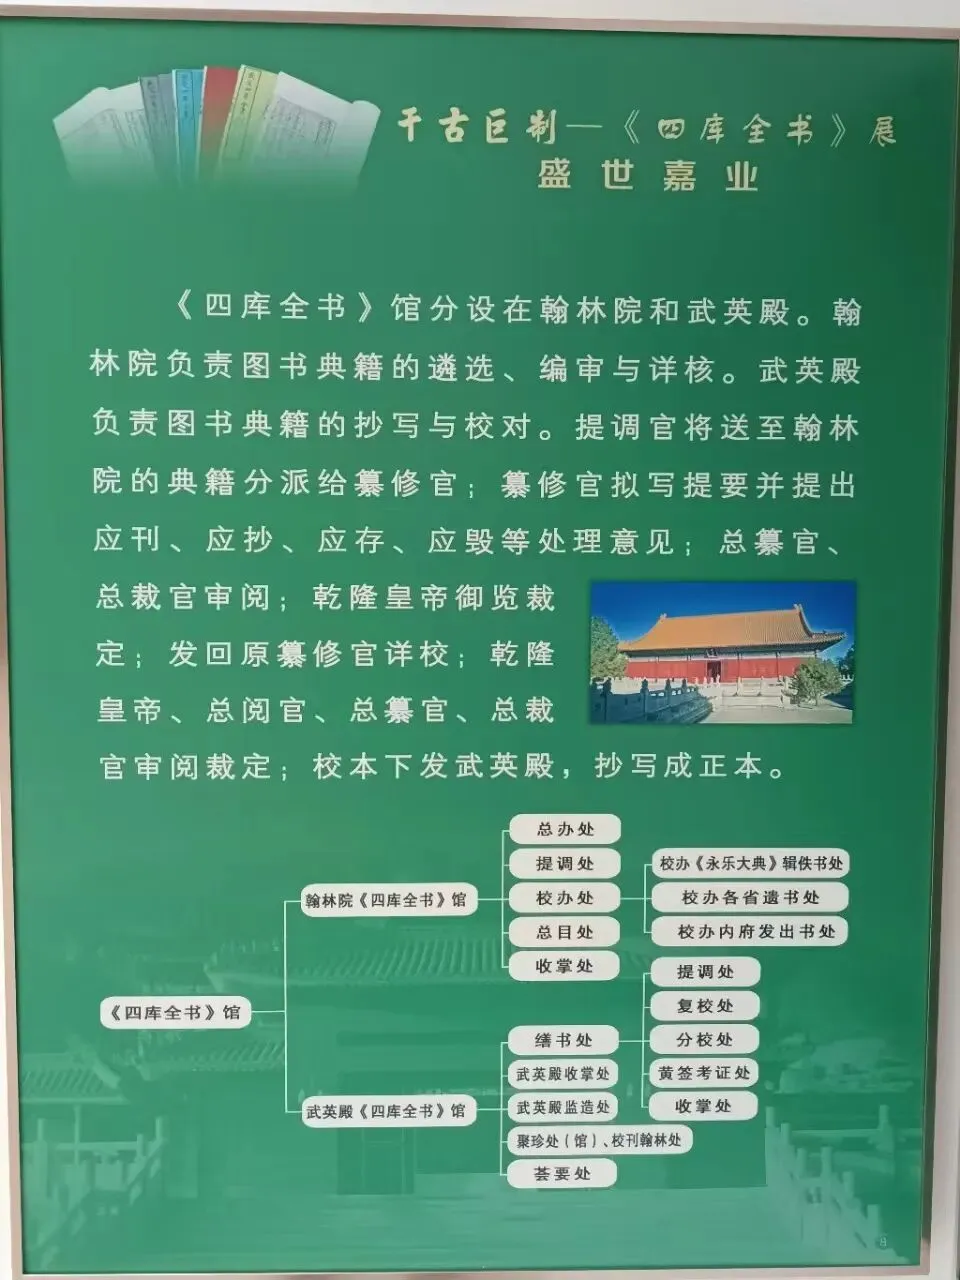 千古巨制—《四库全书》展
盛世嘉业
《四库全书》馆分设在翰林院和武英殿。翰
林院负责图书典籍的遴选、编审与详核。武英殿
负责图书典籍的抄写与校对。提调官将送至翰林
院的典籍分派给纂修官；纂修官拟写提要并提出
应刊、应抄、应存、应毁等处理意见；总纂官、
总裁官审阅；乾隆皇帝御览裁
定；发回原纂修官详校；乾隆
皇帝、总阅官、总纂官、总裁
官审阅裁定；校本下发武英殿，抄写成正本。
《四库全书》馆
翰林院《四库全书》馆
总办处
提调处
校办处
总目处
收掌处
校办《永乐大典》辑佚书处
校办各省遗书处
校办内府发出书处
武英殿《四库全书》馆
缮书处
武英殿收掌处
武英殿监造处
聚珍处（馆）、校刊翰林处
荟要处
提调处
复校处
分校处
黄签考证处
收掌处